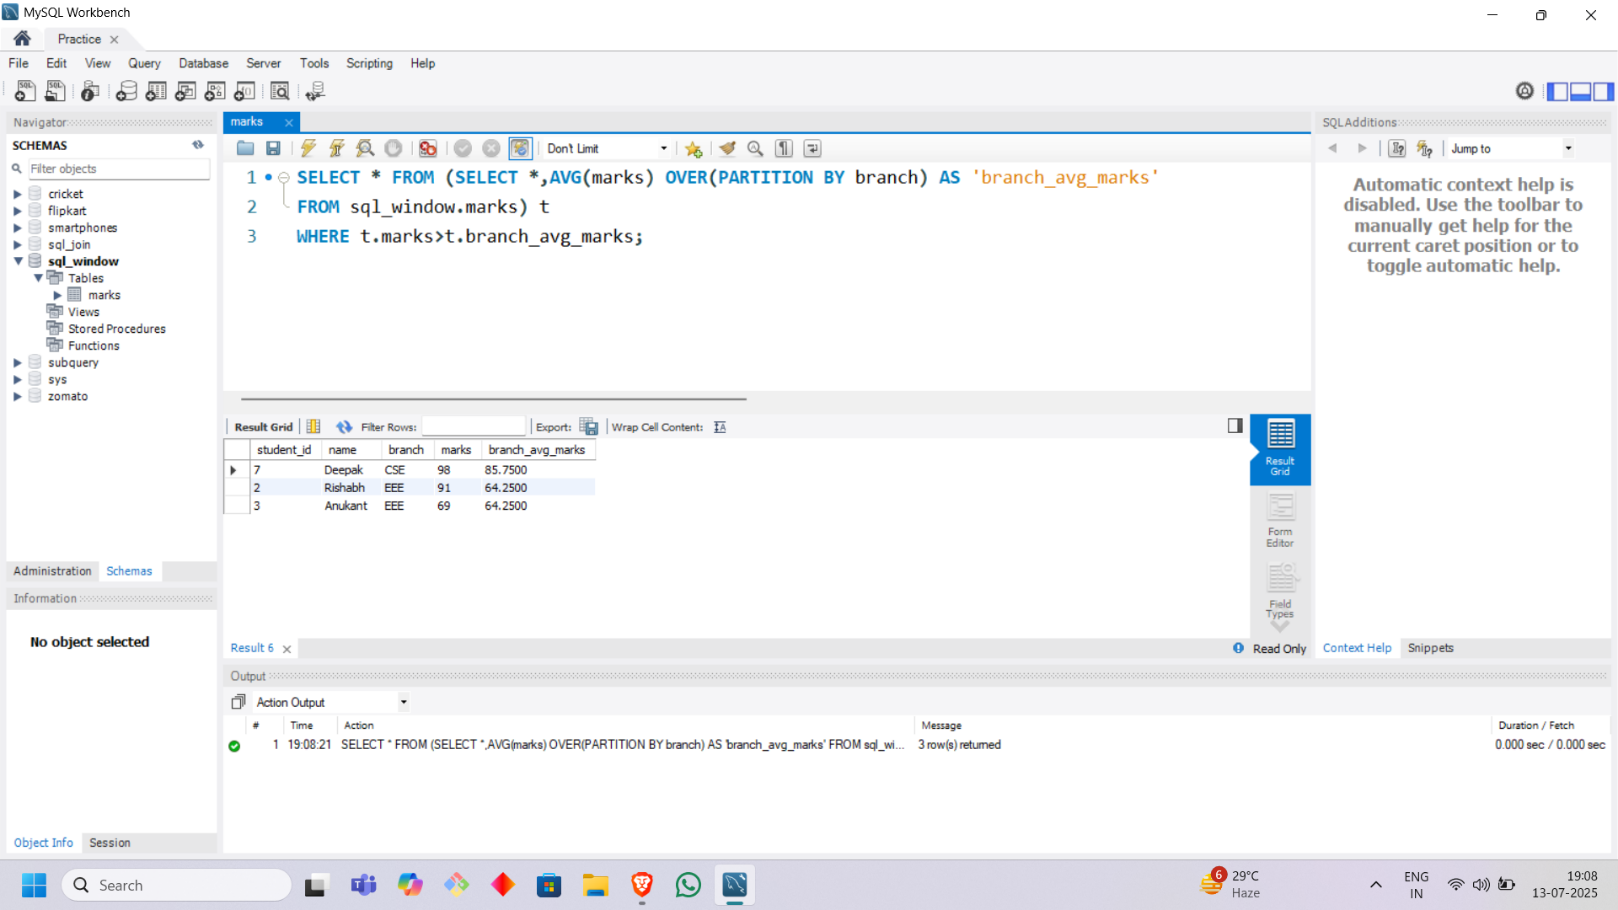 MySQL Workbench
Practice
File Edit View Query Database Server Tools Scripting Help
Navigator
SCHEMAS
Filter objects
cricket
flipkart
smartphones
sql_join
sql_window
Tables
marks
Views
Stored Procedures
Functions
subquery
sys
zomato
Administration Schemas
Information
No object selected
Object Info Session
marks
Don't Limit
1 SELECT * FROM (SELECT *,AVG(marks) OVER(PARTITION BY branch) AS 'branch_avg_marks'
2 FROM sql_window.marks) t
3 WHERE t.marks>t.branch_avg_marks;
Result Grid Filter Rows: Export: Wrap Cell Content:
student_id name branch marks branch_avg_marks
7 Deepak CSE 98 85.7500
2 Rishabh EEE 91 64.2500
3 Anukant EEE 69 64.2500
Result Grid
Form Editor
Field Types
Result 6
Read Only
SQLAdditions
Jump to
Automatic context help is
disabled. Use the toolbar to
manually get help for the
current caret position or to
toggle automatic help.
Context Help Snippets
Output
Action Output
# Time Action Message Duration / Fetch
1 19:08:21 SELECT * FROM (SELECT *,AVG(marks) OVER(PARTITION BY branch) AS 'branch_avg_marks' FROM sql_wi... 3 row(s) returned 0.000 sec / 0.000 sec
Search
6
29°C
Haze
ENG
IN
19:08
13-07-2025